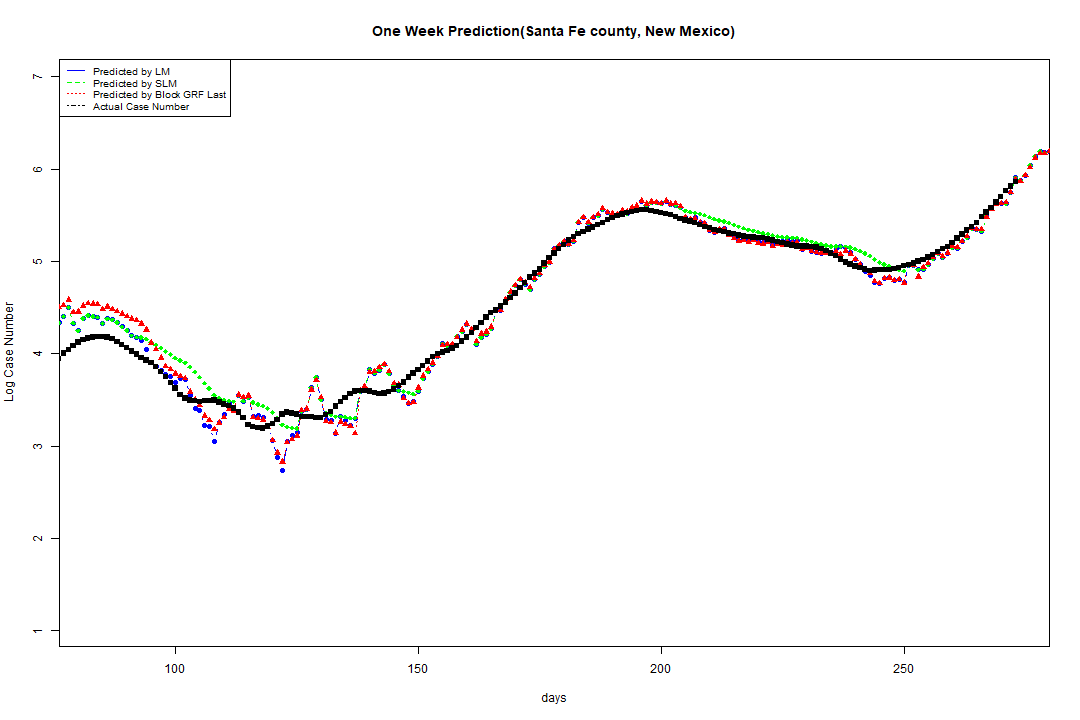 One Week Prediction(Santa Fe county, New Mexico)
Predicted by LM
Predicted by SLM
Predicted by Block GRF Last
Actual Case Number
Log Case Number
7
6
5
4
3
2
1
100 150 200 250
days